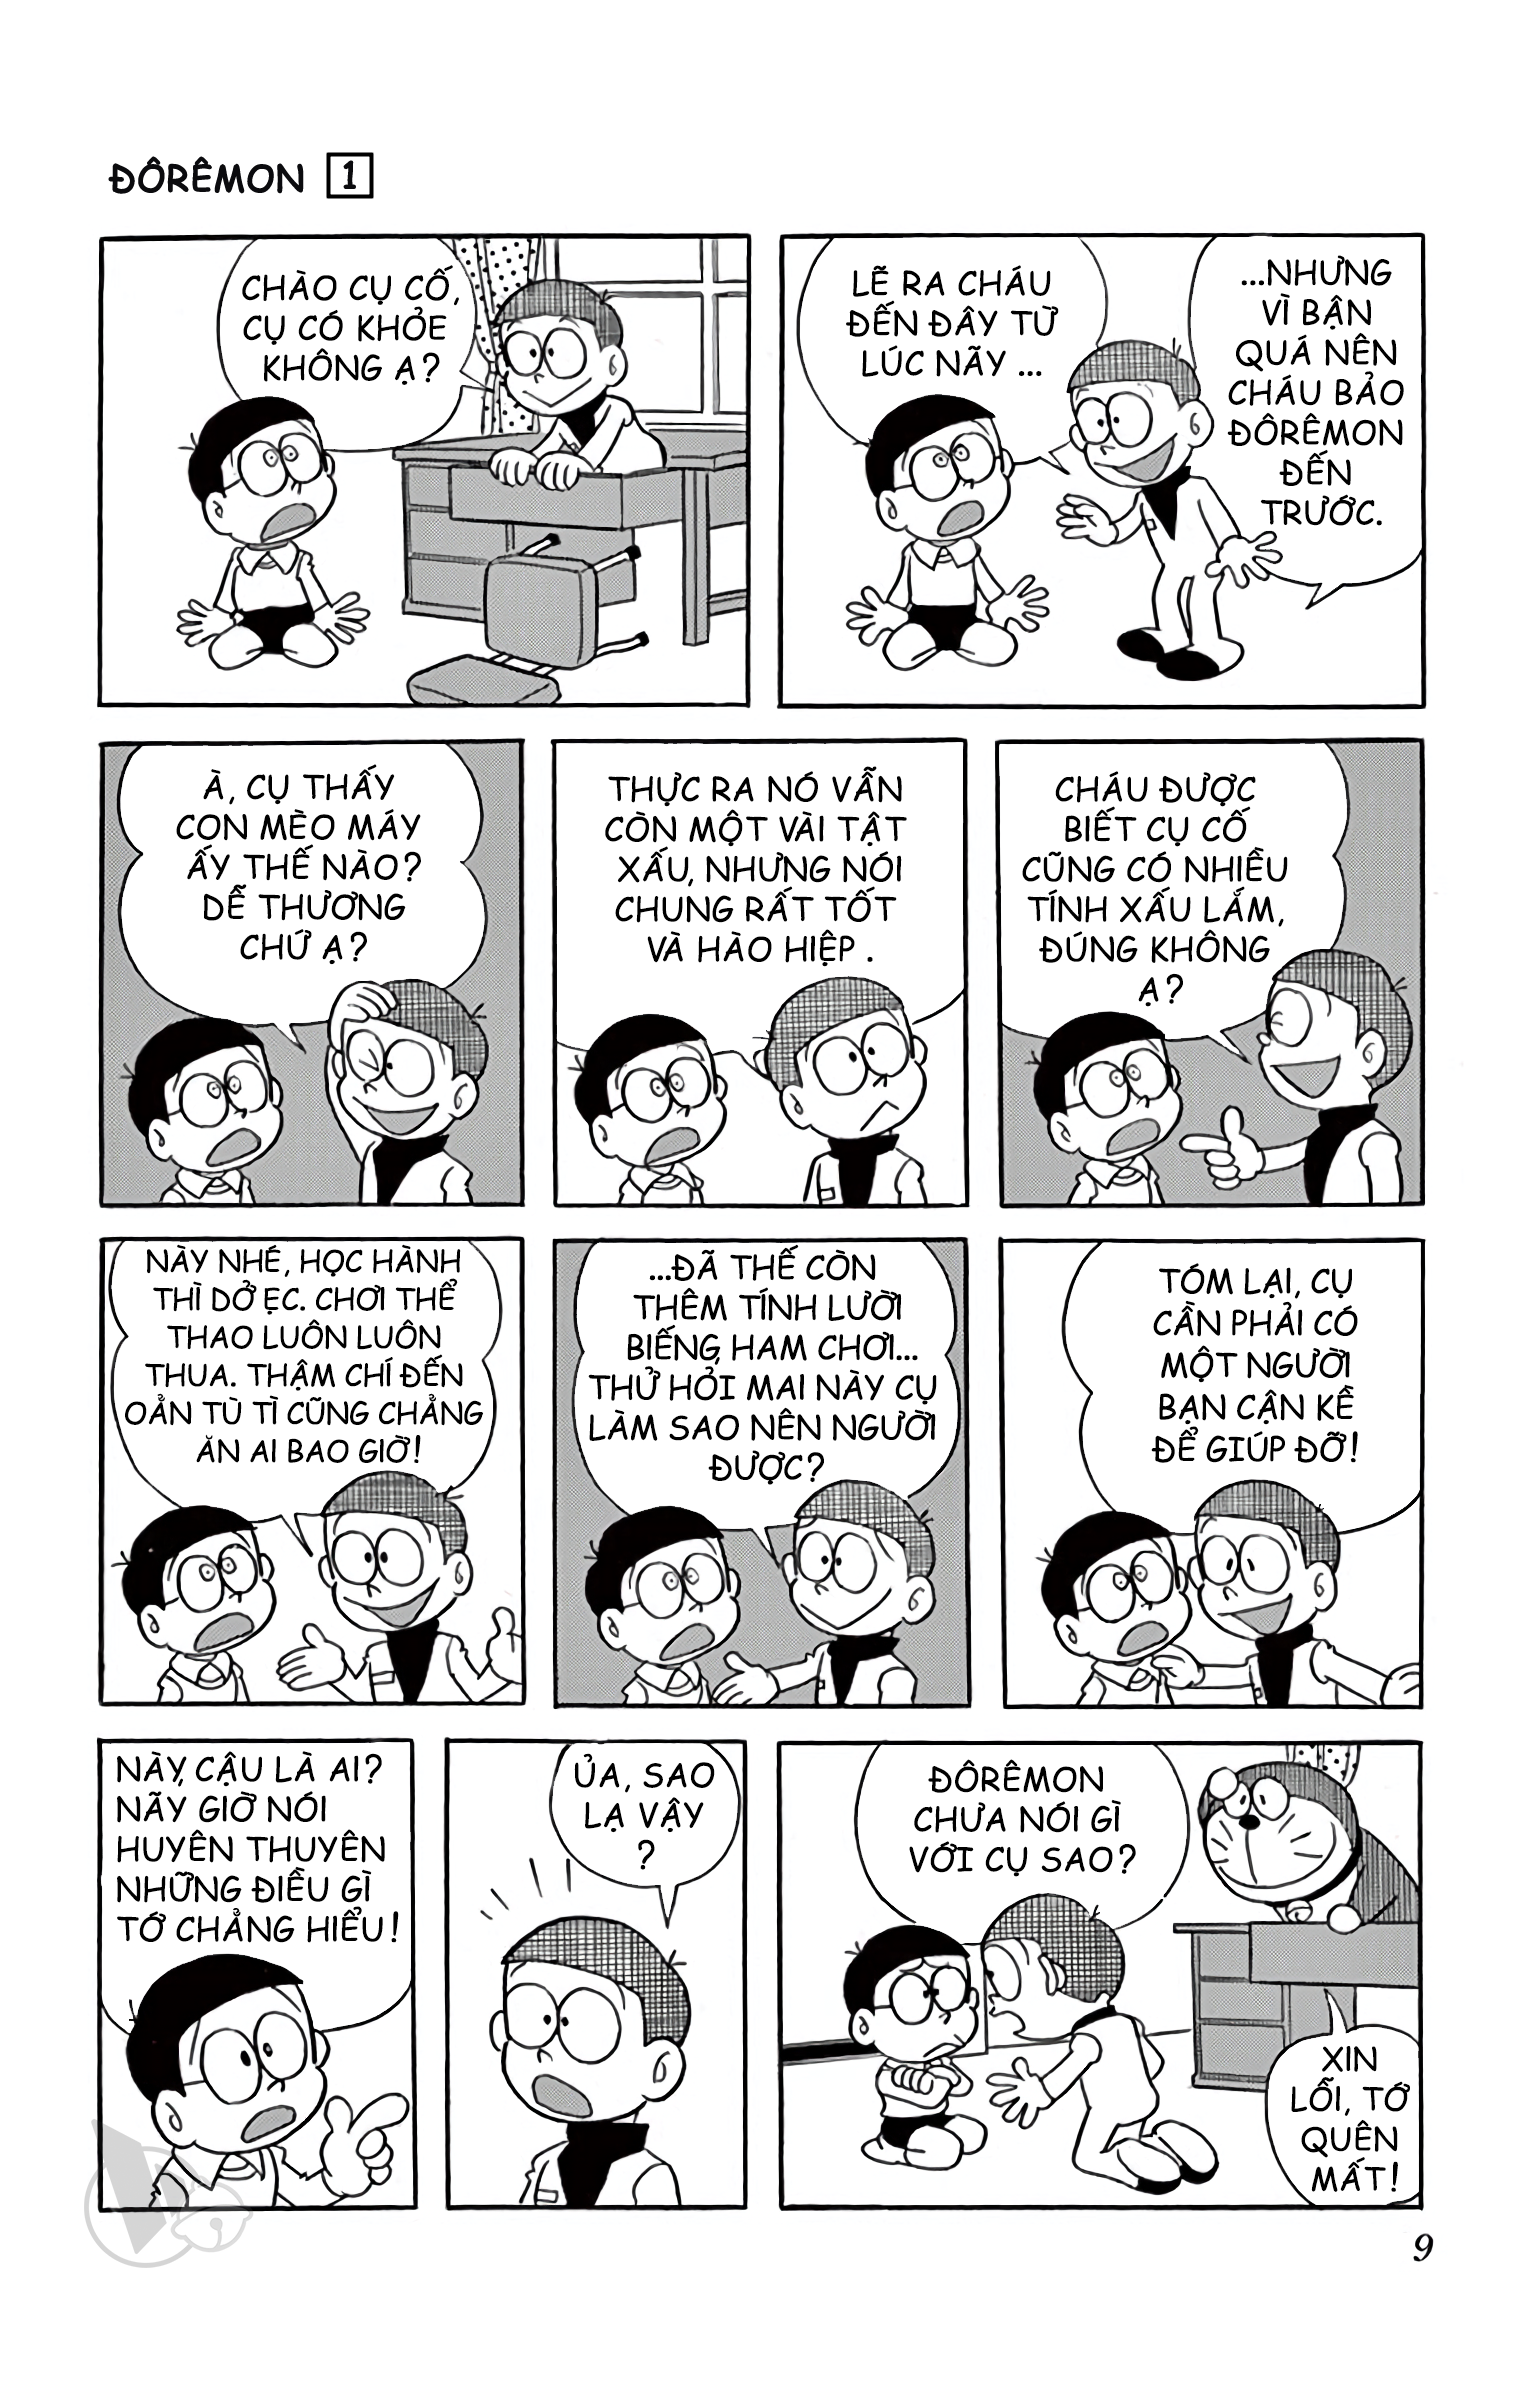 ĐÔRÊMON 1
CHÀO CỤ CỐ,
CỤ CÓ KHỎE
KHÔNG Ạ?
LẼ RA CHÁU
ĐẾN ĐÂY TỪ
LÚC NÃY ...
...NHƯNG
VÌ BẬN
QUÁ NÊN
CHÁU BẢO
ĐÔRÊMON
ĐẾN
TRƯỚC.
À, CỤ THẤY
CON MÈO MÁY
ẤY THẾ NÀO?
DỄ THƯƠNG
CHỨ Ạ?
THỰC RA NÓ VẪN
CÒN MỘT VÀI TẬT
XẤU, NHƯNG NÓI
CHUNG RẤT TỐT
VÀ HÀO HIỆP .
CHÁU ĐƯỢC
BIẾT CỤ CỐ
CŨNG CÓ NHIỀU
TÍNH XẤU LẮM,
ĐÚNG KHÔNG
Ạ?
NÀY NHÉ, HỌC HÀNH
THÌ DỞ ẸC. CHƠI THỂ
THAO LUÔN LUÔN
THUA. THẬM CHÍ ĐẾN
OẲN TÙ TÌ CŨNG CHẲNG
ĂN AI BAO GIỜ!
...ĐÃ THẾ CÒN
THÊM TÍNH LƯỜI
BIẾNG, HAM CHƠI...
THỬ HỎI MAI NÀY CỤ
LÀM SAO NÊN NGƯỜI
ĐƯỢC?
TÓM LẠI, CỤ
CẦN PHẢI CÓ
MỘT NGƯỜI
BẠN CẬN KỀ
ĐỂ GIÚP ĐỠ!
NÀY, CẬU LÀ AI?
NÃY GIỜ NÓI
HUYÊN THUYÊN
NHỮNG ĐIỀU GÌ
TỚ CHẲNG HIỂU!
ỦA, SAO
LẠ VẬY
?
ĐÔRÊMON
CHƯA NÓI GÌ
VỚI CỤ SAO?
XIN
LỖI, TỚ
QUÊN
MẤT!
9